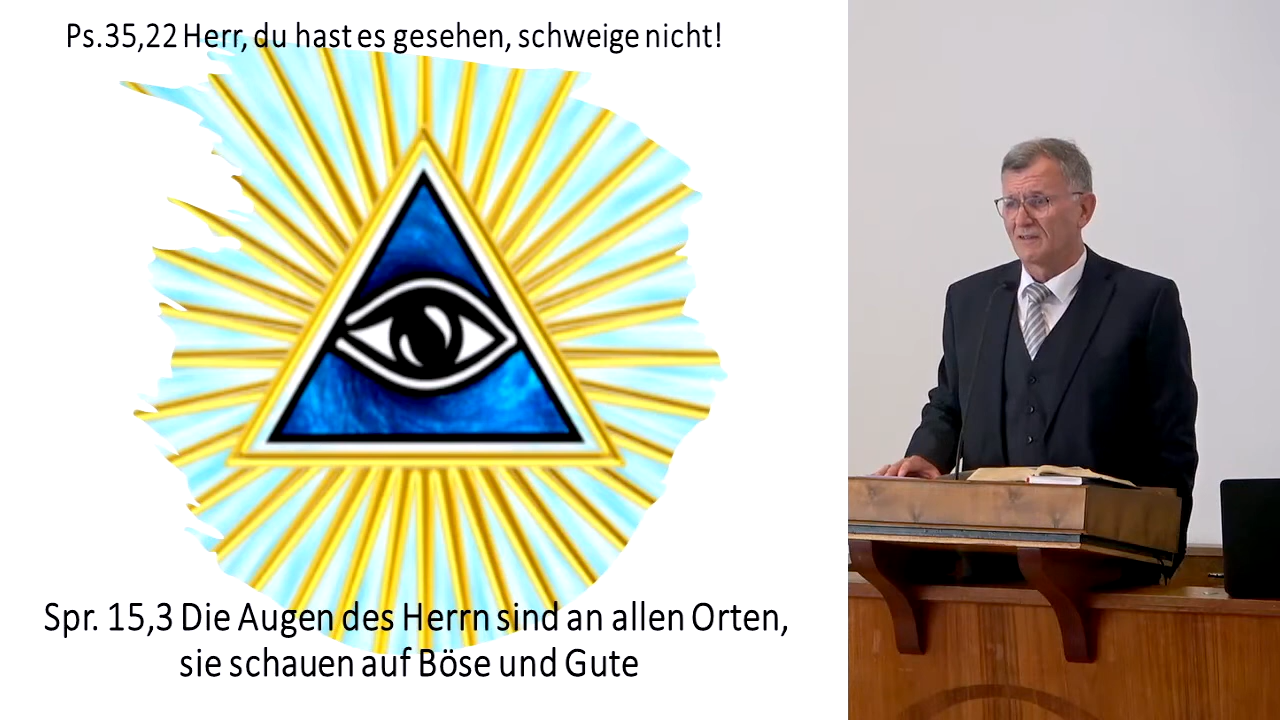 Ps.35,22 Herr, du hast es gesehen, schweige nicht!
Spr. 15,3 Die Augen des Herrn sind an allen Orten,
sie schauen auf Böse und Gute